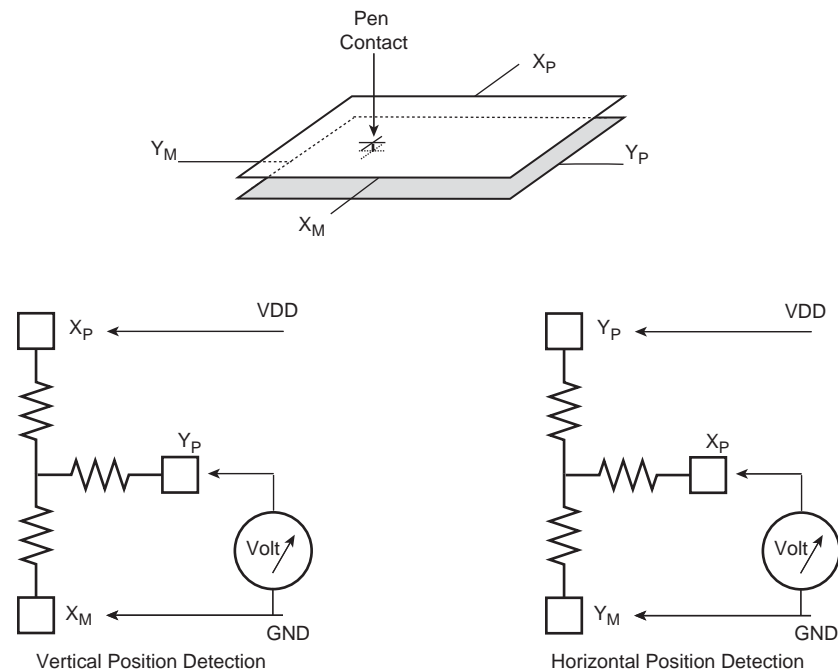 Pen
Contact
X_P
Y_M
Y_P
X_M
X_P
VDD
Y_P
Volt
X_M
GND
Vertical Position Detection
Y_P
VDD
X_P
Volt
Y_M
GND
Horizontal Position Detection